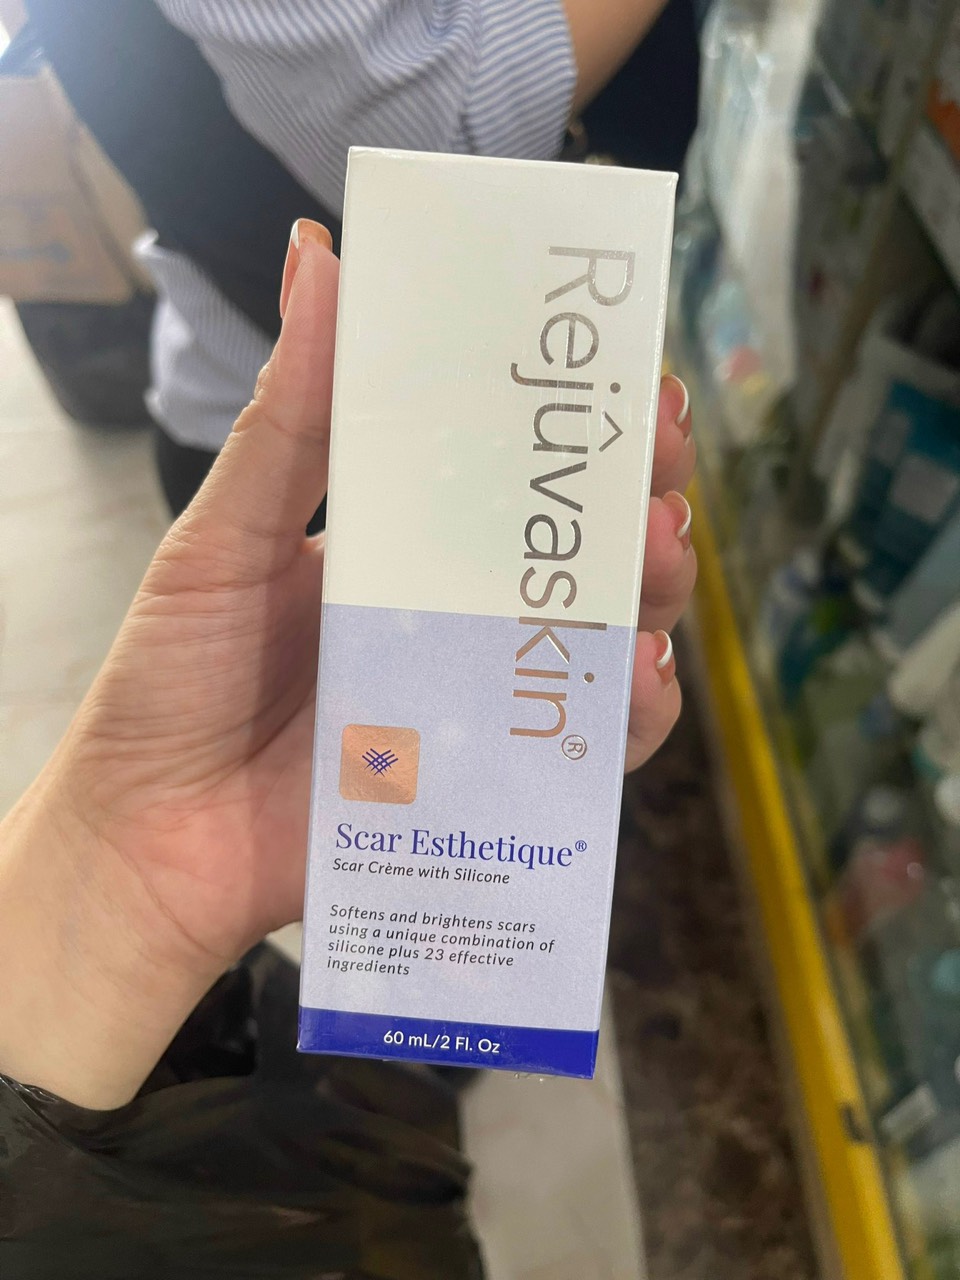 Rejûvaskin®
Scar Esthetique®
Scar Crème with Silicone
Softens and brightens scars
using a unique combination of
silicone plus 23 effective
ingredients
60 mL/2 Fl. Oz